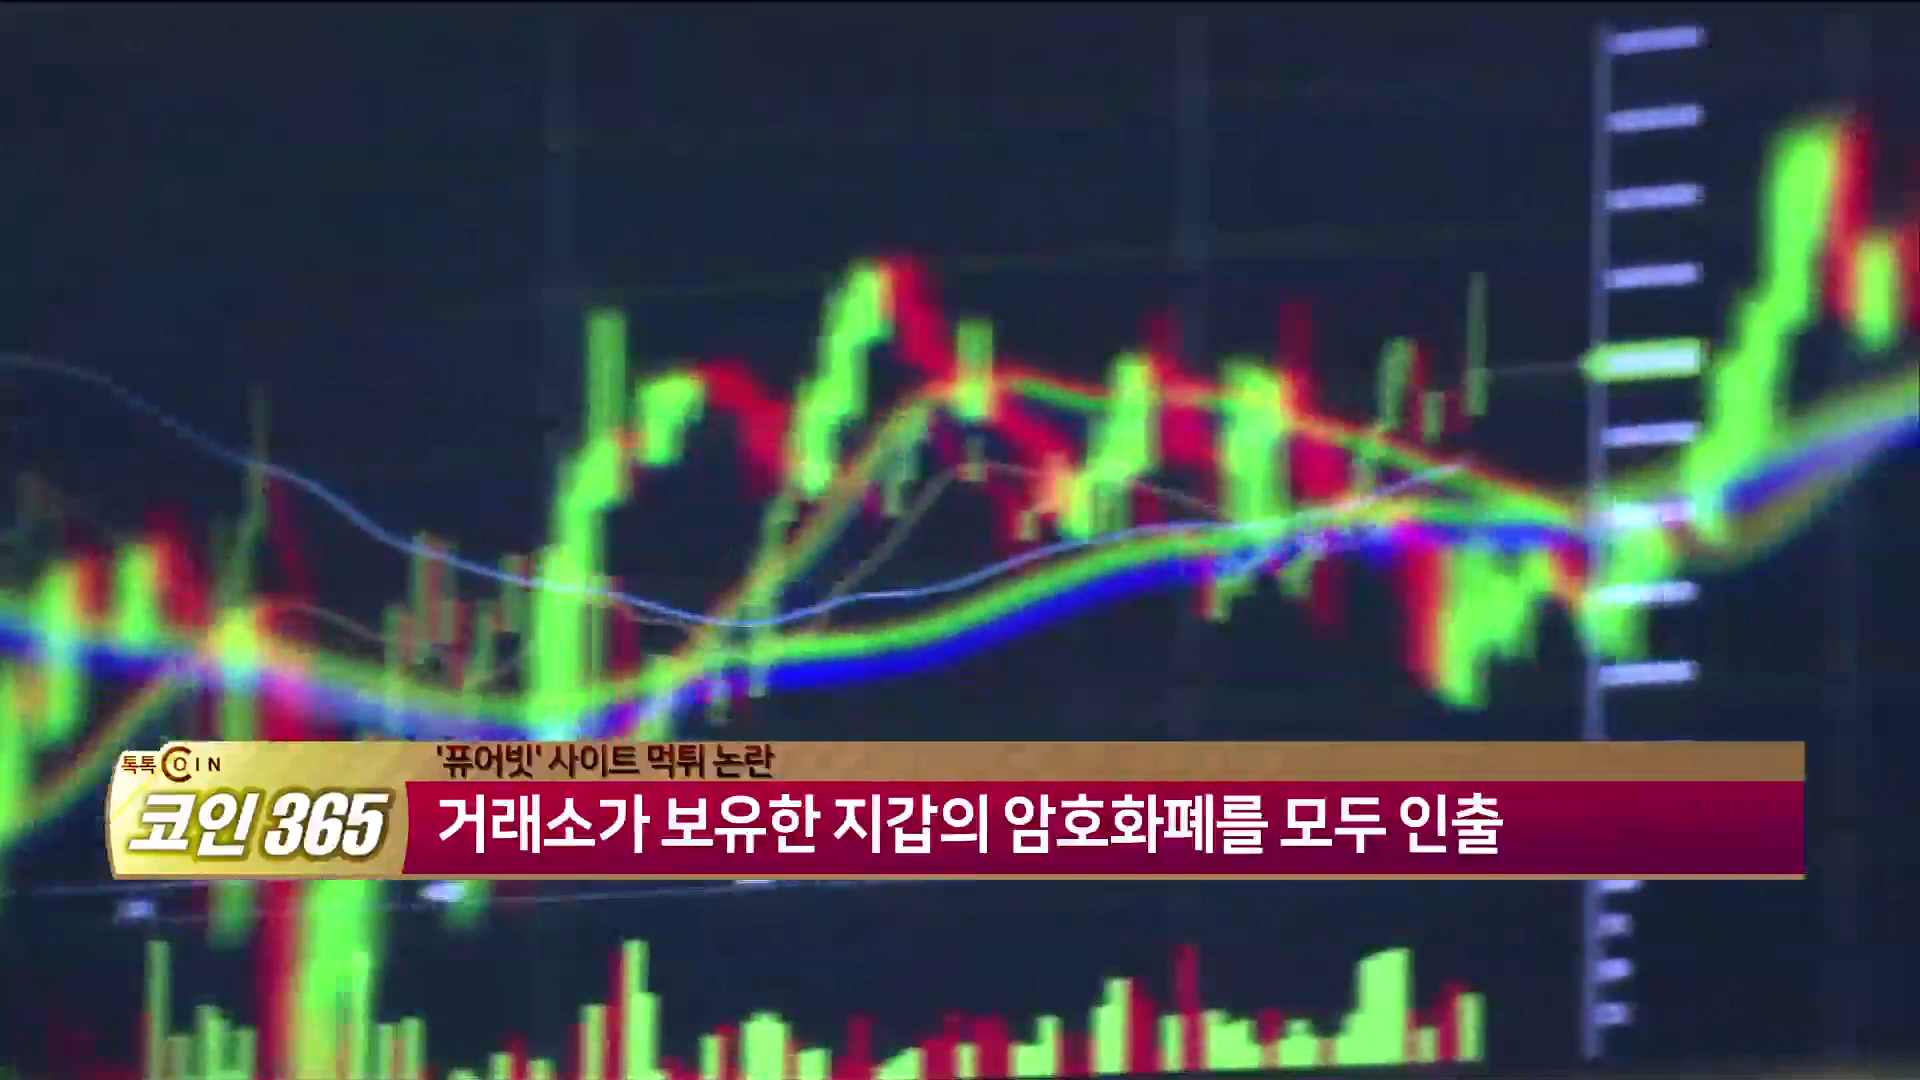 '퓨어빗' 사이트 먹튀 논란
톡톡 COIN
코인 365
거래소가 보유한 지갑의 암호화폐를 모두 인출